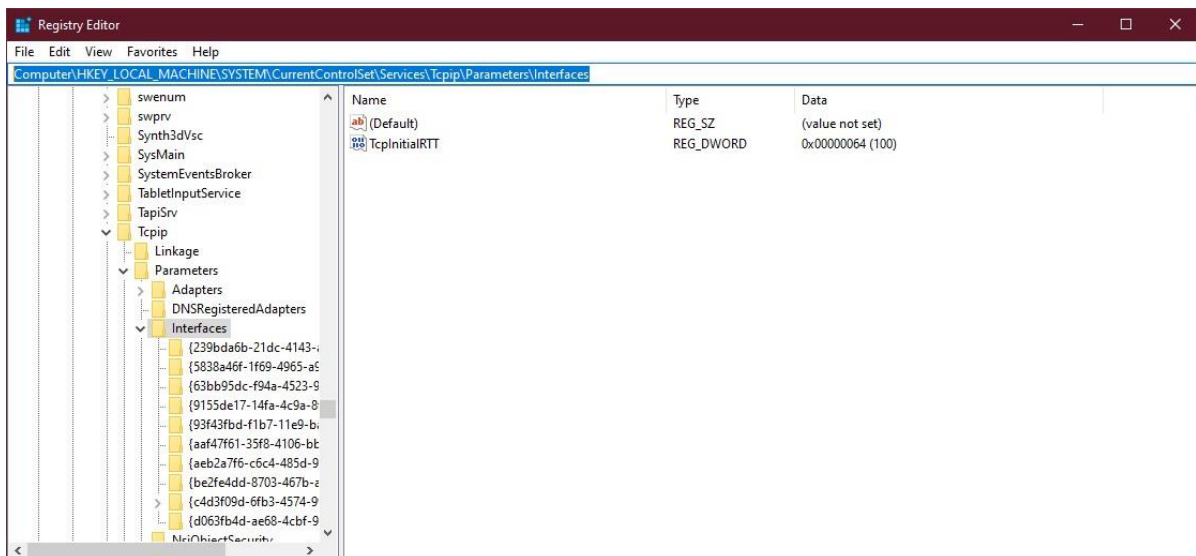 Registry Editor
File Edit View Favorites Help
Computer\HKEY_LOCAL_MACHINE\SYSTEM\CurrentControlSet\Services\Tcpip\Parameters\Interfaces
swenum
swprv
Synth3dVsc
SysMain
SystemEventsBroker
TabletInputService
TapiSrv
Tcpip
Linkage
Parameters
Adapters
DNSRegisteredAdapters
Interfaces
{239bda6b-21dc-4143-
{5838a46f-1f69-4965-a9
{63bb95dc-f94a-4523-9
{9155de17-14fa-4c9a-8
{93f43fbd-f1b7-11e9-b
{aaf47f61-35f8-4106-bb
{aeb2a7f6-c6c4-485d-9
{be2fe4dd-8703-467b-a
{c4d3f09d-6fb3-4574-9
{d063fb4d-ae68-4cbf-9
NsiObjectSecurity
Name Type Data
(Default) REG_SZ (value not set)
TcpInitialRTT REG_DWORD 0x00000064 (100)